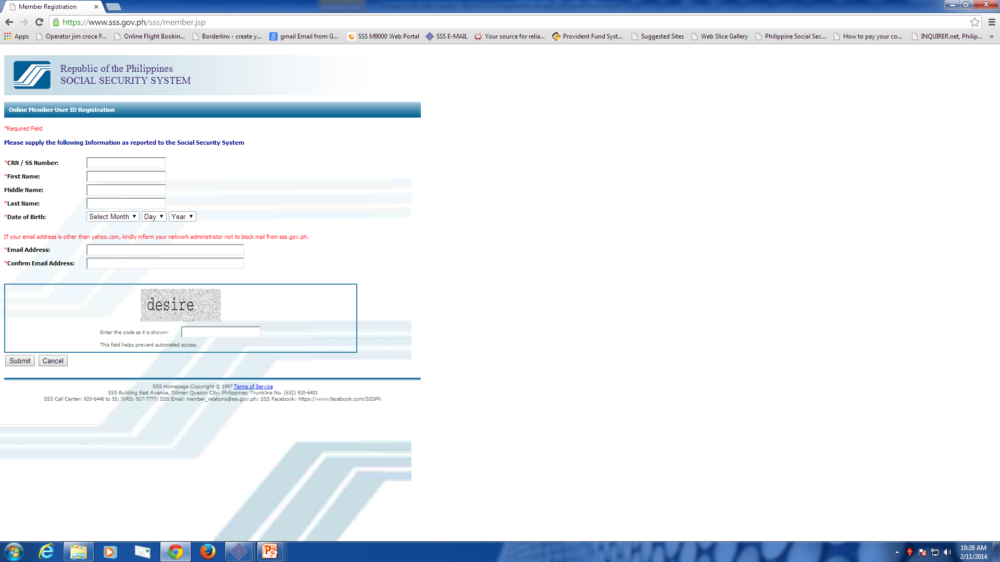 Member Registration
https://www.sss.gov.ph/sss/member.jsp
Apps Operator jim croce F... Online Flight Bookin... Borderlinx - create y... gmail Email from G... SSS M9000 Web Portal SSS E-MAIL Your source for relia... Provident Fund Syst... Suggested Sites Web Slice Gallery Philippine Social Sec... How to pay your co... INQUIRER.net, Philip... »
Republic of the Philippines
SOCIAL SECURITY SYSTEM
Online Member User ID Registration
*Required Field
Please supply the following Information as reported to the Social Security System
*CRN / SS Number:
*First Name:
Middle Name:
*Last Name:
*Date of Birth: Select Month Day Year
If your email address is other than yahoo.com, kindly inform your network administrator not to block mail from sss.gov.ph.
*Email Address:
*Confirm Email Address:
desire
Enter the code as it is shown:
This field helps prevent automated access.
Submit Cancel
SSS Homepage Copyright © 1997 Terms of Service
SSS Building East Avenue, Diliman Quezon City, Philippines; Trunkline No. (632) 920-6401
SSS Call Center: 920-6446 to 55; IVRS: 917-7777; SSS Email: member_relations@sss.gov.ph; SSS Facebook: https://www.facebook.com/SSSPh
10:28 AM
2/11/2014